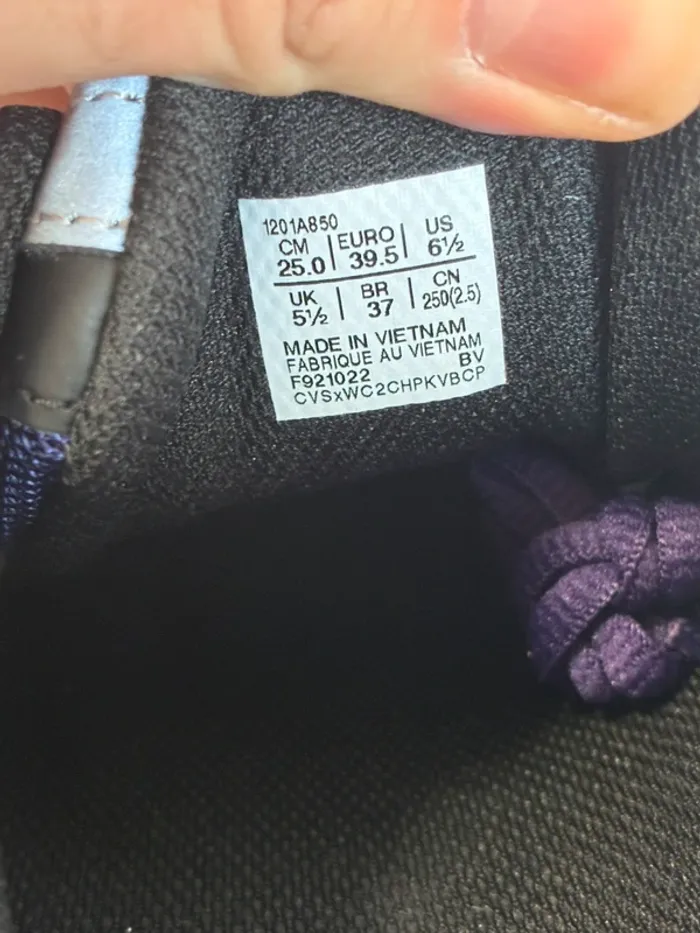 1201A850
CM | EURO | US
25.0 | 39.5 | 6½
UK | BR | CN
5½ | 37 | 250(2.5)
MADE IN VIETNAM
FABRIQUE AU VIETNAM
F921022 BV
CVSxWC2CHPKVBCP